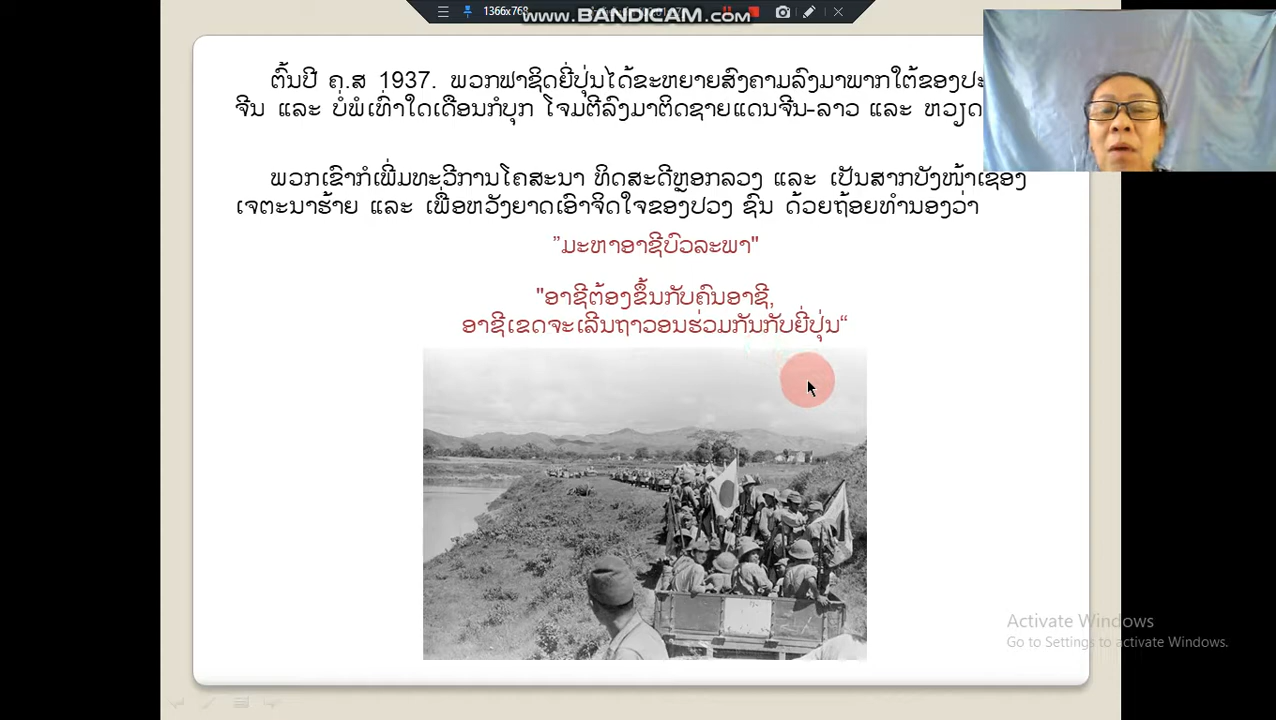 1366x768
www.BANDICAM.com
ຕົ້ນປີ ຄ.ສ 1937. ພວກຟາຊິດຍີ່ປຸ່ນໄດ້ຂະຫຍາຍສົງຄາມລົງມາພາກໃຕ້ຂອງປະ
ຈີນ ແລະ ບໍ່ພໍເທົ່າໃດເດືອນກໍບຸກ ໂຈມຕີລົງມາຕິດຊາຍແດນຈີນ-ລາວ ແລະ ຫວຽດ
ພວກເຂົາກໍເພີ່ມທະວີການໂຄສະນາ ທິດສະດີຫຼອກລວງ ແລະ ເປັນສາກບັງໜ້າເຊື່ອງ
ເຈຕະນາຮ້າຍ ແລະ ເພື່ອຫວັງຍາດເອົາຈິດໃຈຂອງປວງ ຊົນ ດ້ວຍຖ້ອຍທຳນອງວ່າ
”ມະຫາອາຊີບົວລະພາ"
"ອາຊີຕ້ອງຂຶ້ນກັບຄົນອາຊີ,
ອາຊີເຂດຈະເລີນຖາວອນຮ່ວມກັນກັບຍີ່ປຸ່ນ“
Activate Windows
Go to Settings to activate Windows.